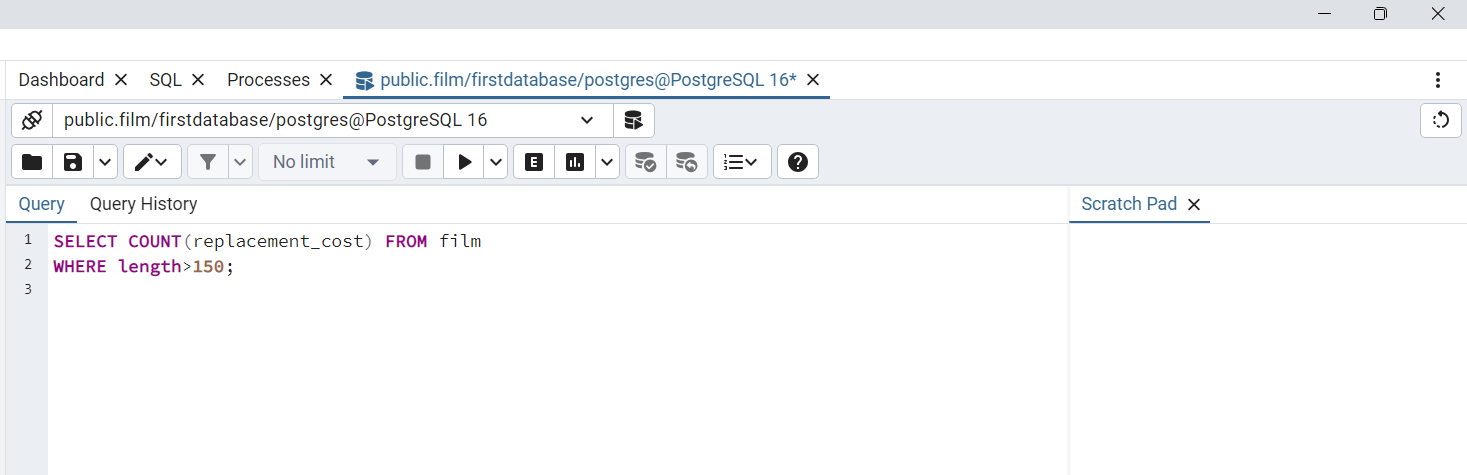 Dashboard SQL Processes public.film/firstdatabase/postgres@PostgreSQL 16*
public.film/firstdatabase/postgres@PostgreSQL 16
No limit E
Query Query History Scratch Pad
1 SELECT COUNT(replacement_cost) FROM film
2 WHERE length>150;
3